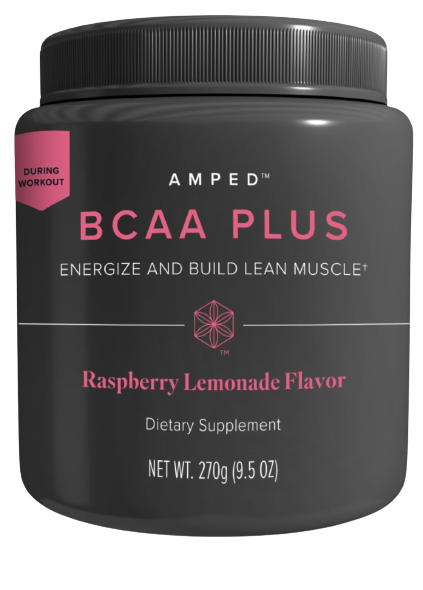 DURING
WORKOUT
AMPED™
BCAA PLUS
ENERGIZE AND BUILD LEAN MUSCLE†
TM
Raspberry Lemonade Flavor
Dietary Supplement
NET WT. 270g (9.5 OZ)